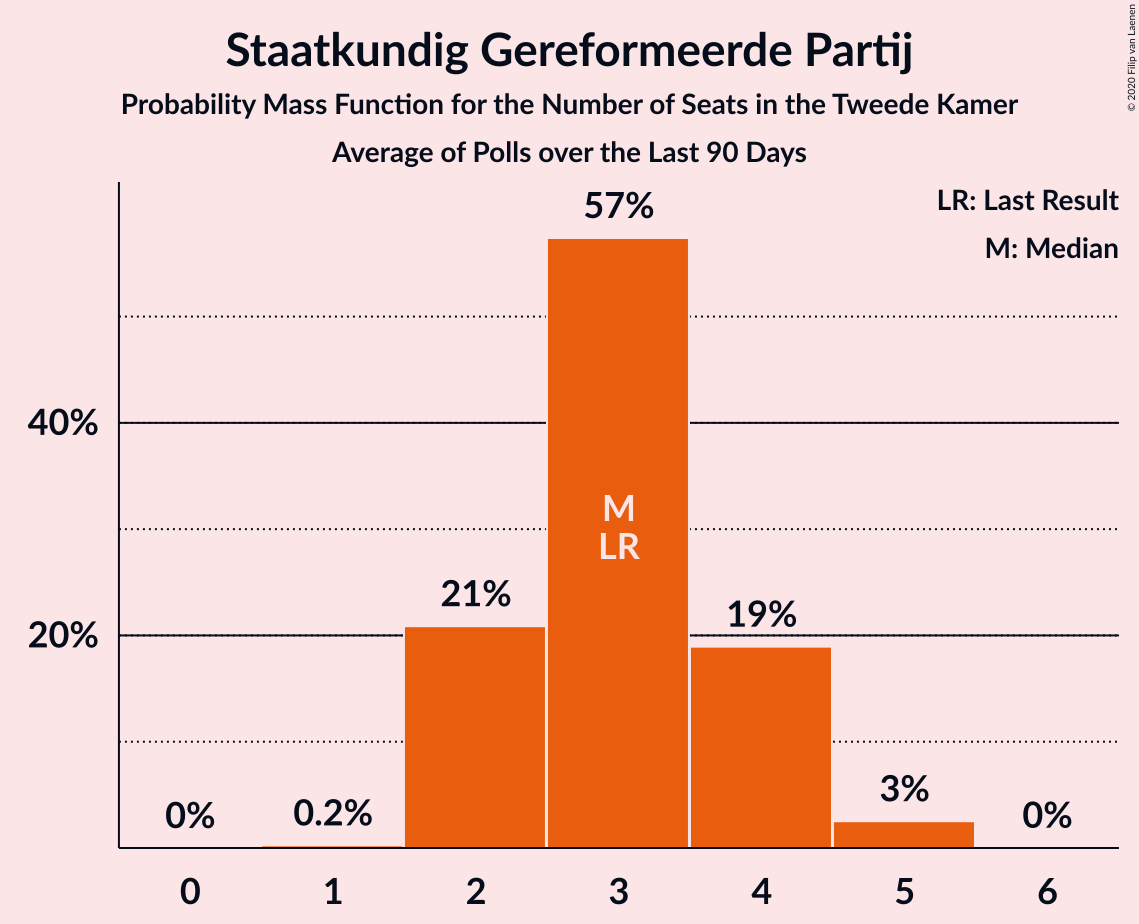 Staatkundig Gereformeerde Partij
Probability Mass Function for the Number of Seats in the Tweede Kamer
Average of Polls over the Last 90 Days
© 2020 Filip van Laenen
LR: Last Result
M: Median
57%
40%
M
LR
21%
19%
20%
3%
0%
0.2%
0%
0 1 2 3 4 5 6